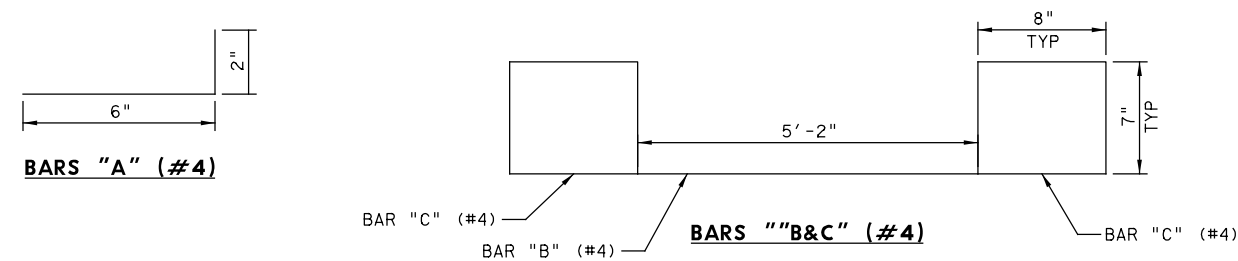 2"
6"
BARS "A" (#4)
8"
TYP
7"
TYP
5'-2"
BAR "C" (#4)
BAR "B" (#4)
BARS ""B&C" (#4)
BAR "C" (#4)